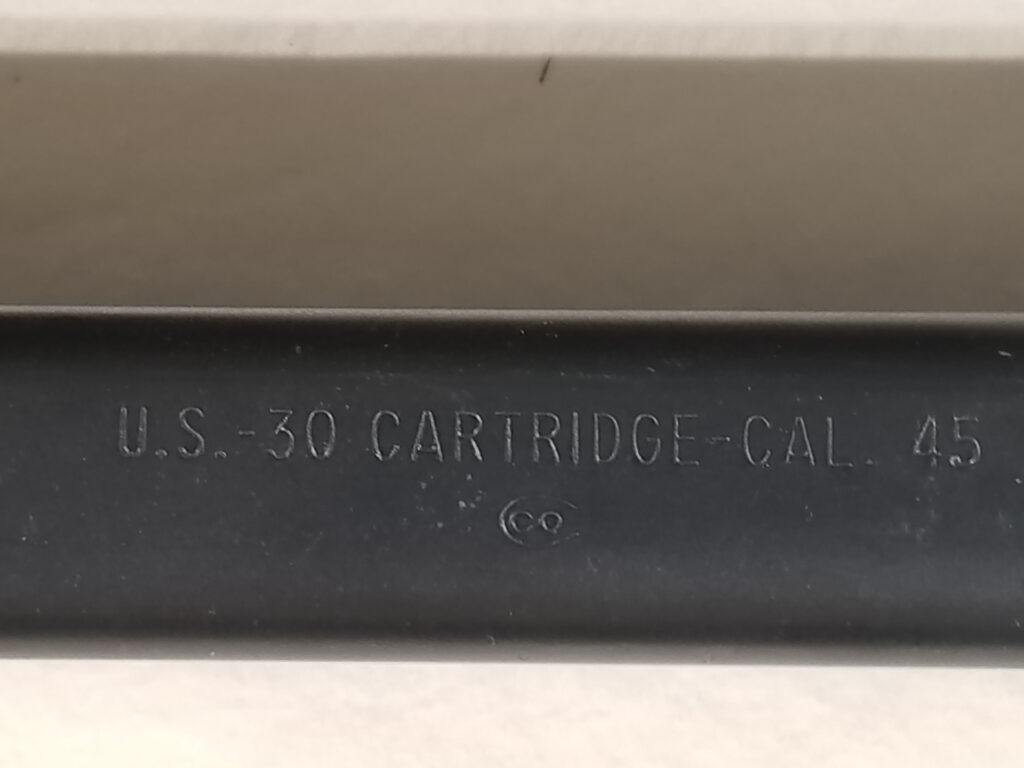 U.S.-30 CARTRIDGE-CAL. 45
CO